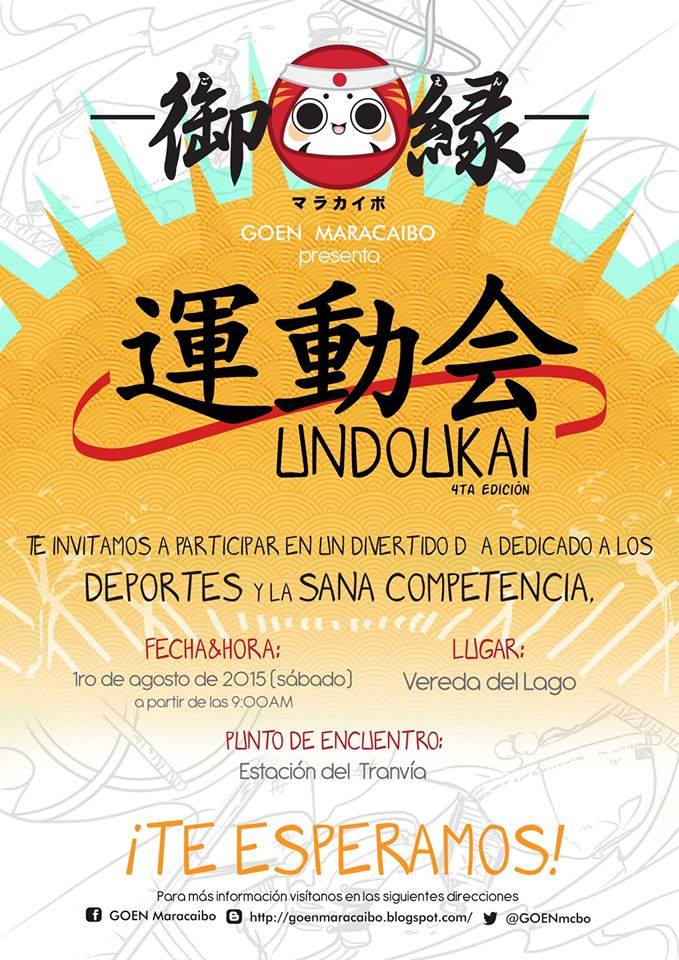 御縁
ご えん
マラカイボ
GOEN MARACAIBO
presenta
運動会
UNDOUKAI
4TA EDICIÓN
TE INVITAMOS A PARTICIPAR EN UN DIVERTIDO D A DEDICADO A LOS
DEPORTES Y LA SANA COMPETENCIA,
FECHA&HORA:
1ro de agosto de 2015 (sábado)
a partir de las 9:00AM
LUGAR:
Vereda del Lago
PUNTO DE ENCUENTRO:
Estación del Tranvía
¡TE ESPERAMOS!
Para más información visítanos en las siguientes direcciones
GOEN Maracaibo http://goenmaracaibo.blogspot.com/ @GOENmcbo